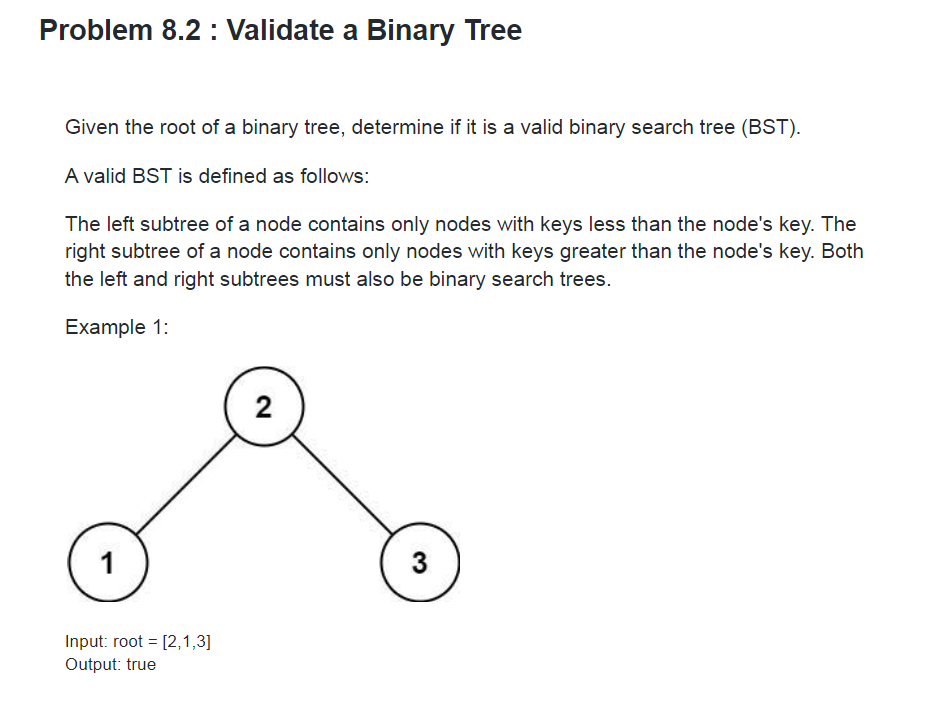 Problem 8.2 : Validate a Binary Tree
Given the root of a binary tree, determine if it is a valid binary search tree (BST).
A valid BST is defined as follows:
The left subtree of a node contains only nodes with keys less than the node's key. The
right subtree of a node contains only nodes with keys greater than the node's key. Both
the left and right subtrees must also be binary search trees.
Example 1:
2
1
3
Input: root = [2,1,3]
Output: true